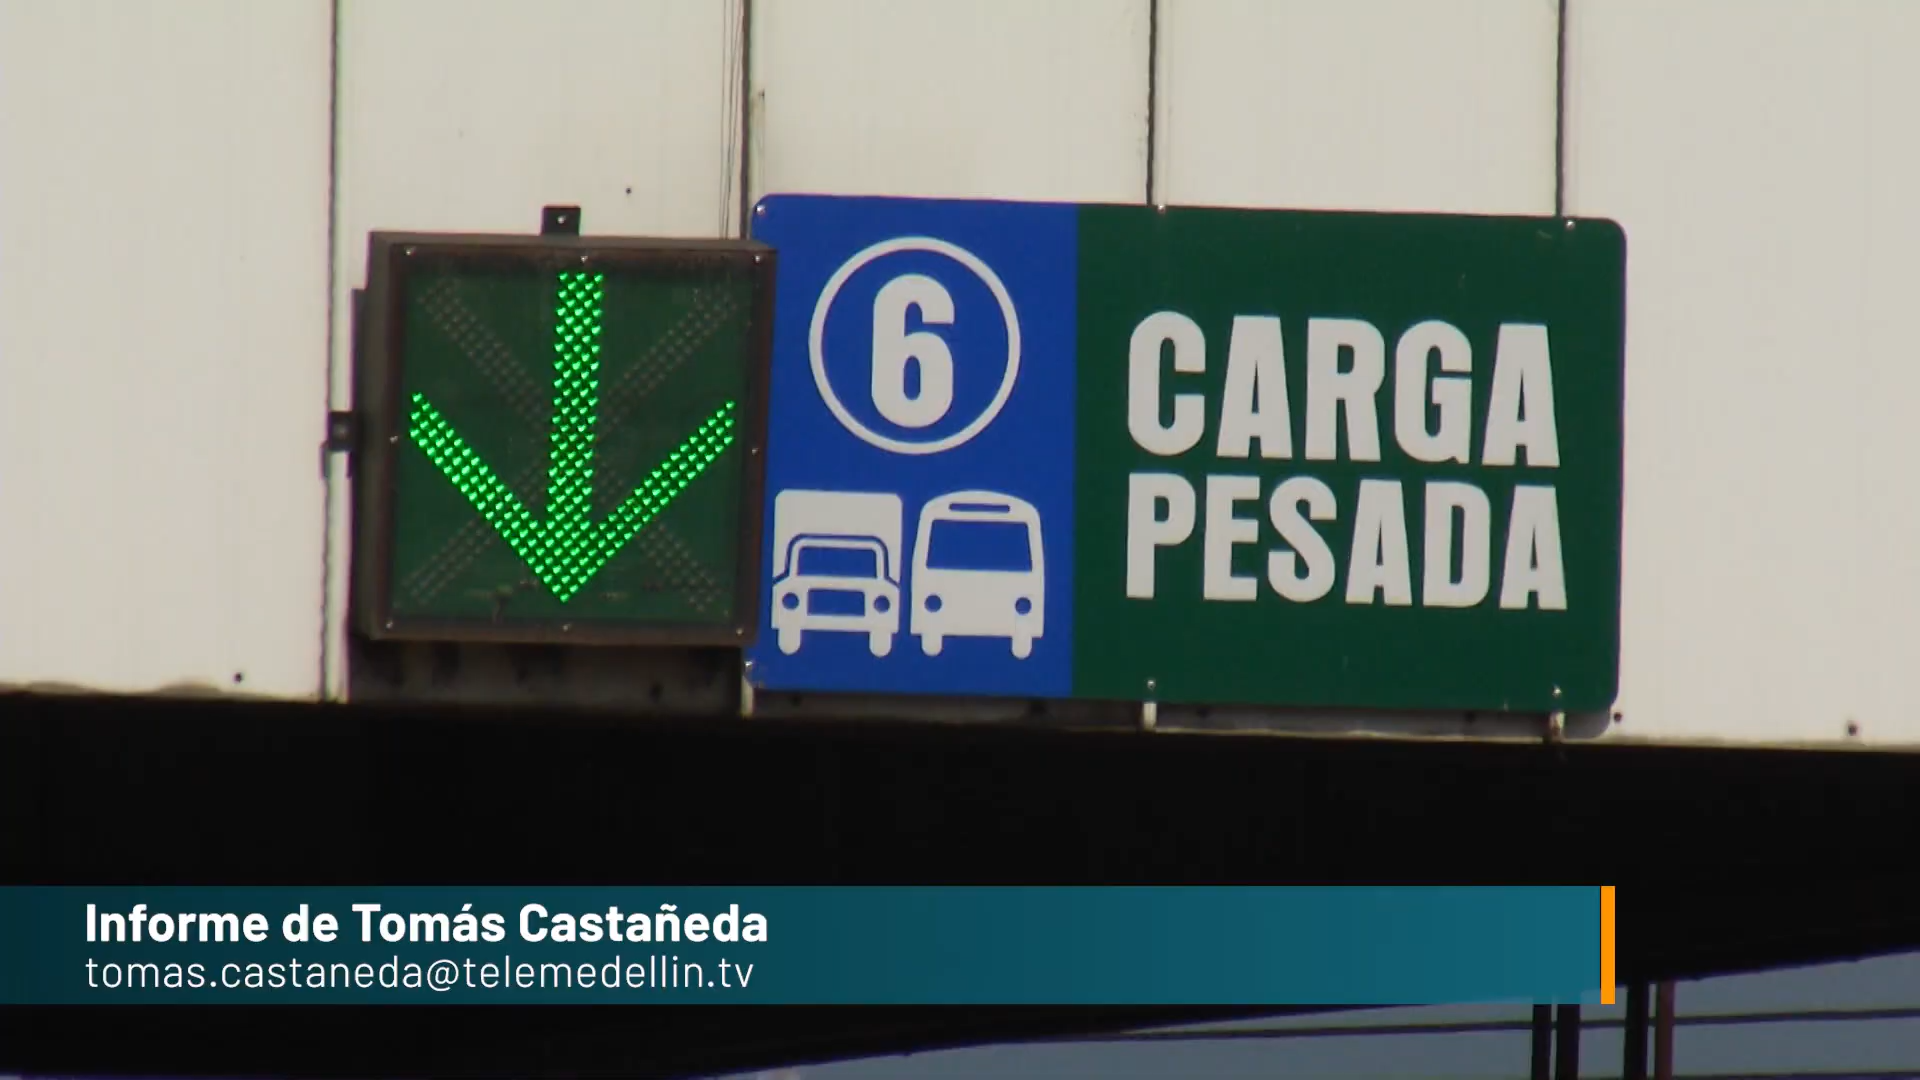 6
CARGA
PESADA
Informe de Tomás Castañeda
tomas.castaneda@telemedellin.tv